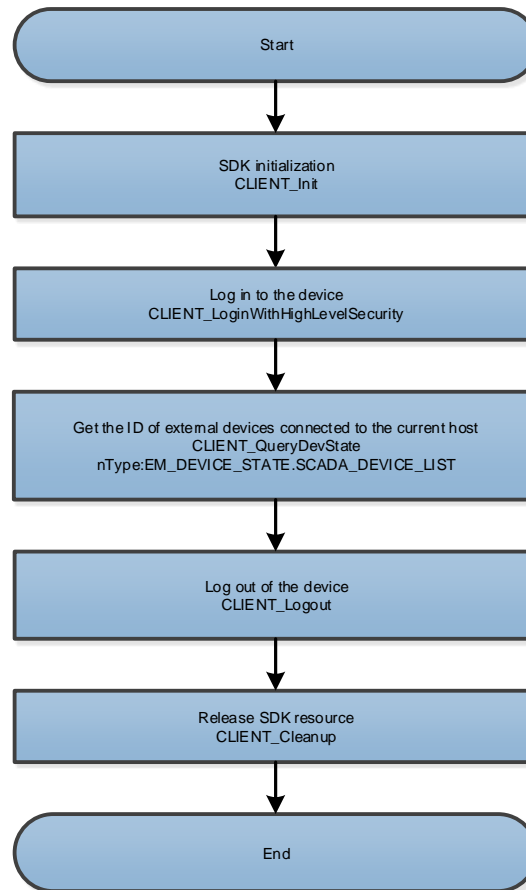 Start
SDK initialization
CLIENT_Init
Log in to the device
CLIENT_LoginWithHighLevelSecurity
Get the ID of external devices connected to the current host
CLIENT_QueryDevState
nType:EM_DEVICE_STATE.SCADA_DEVICE_LIST
Log out of the device
CLIENT_Logout
Release SDK resource
CLIENT_Cleanup
End